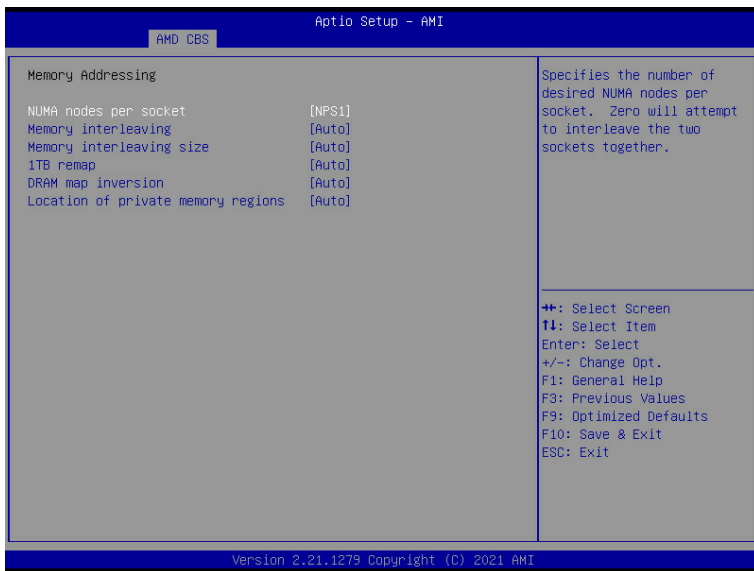 Aptio Setup – AMI
AMD CBS
Memory Addressing
NUMA nodes per socket [NPS1]
Memory interleaving [Auto]
Memory interleaving size [Auto]
1TB remap [Auto]
DRAM map inversion [Auto]
Location of private memory regions [Auto]
Specifies the number of
desired NUMA nodes per
socket. Zero will attempt
to interleave the two
sockets together.
→←: Select Screen
↑↓: Select Item
Enter: Select
+/-: Change Opt.
F1: General Help
F3: Previous Values
F9: Optimized Defaults
F10: Save & Exit
ESC: Exit
Version 2.21.1279 Copyright (C) 2021 AMI